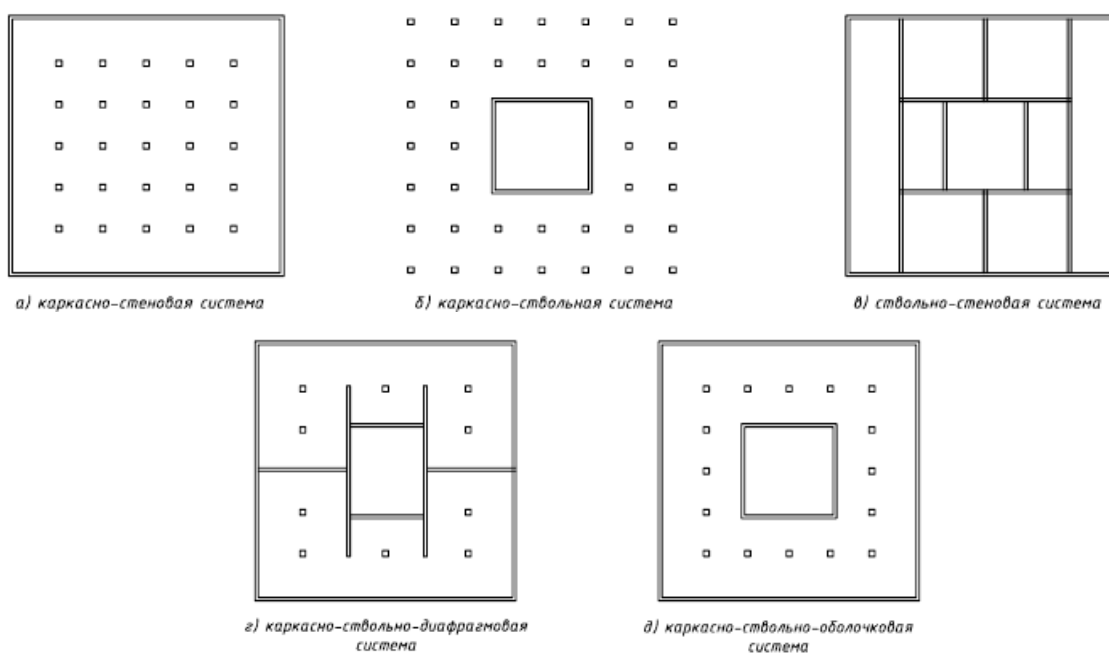 а) каркасно-стеновая система
б) каркасно-ствольная система
в) ствольно-стеновая система
г) каркасно-ствольно-диафрагмовая
система
д) каркасно-ствольно-оболочковая
система